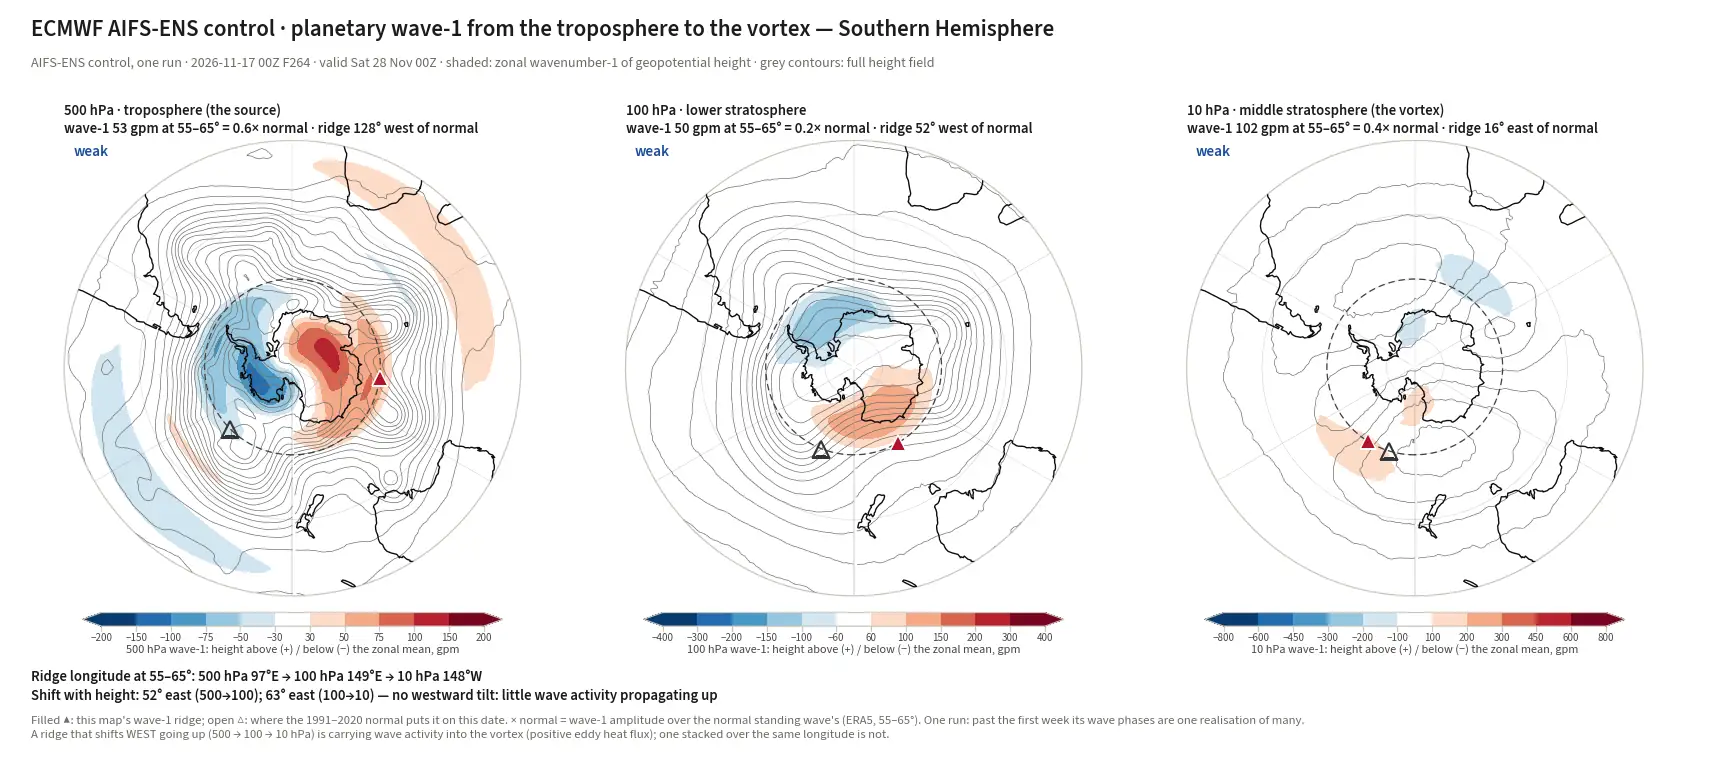 ECMWF AIFS-ENS control · planetary wave-1 from the troposphere to the vortex — Southern Hemisphere
AIFS-ENS control, one run · 2026-11-17 00Z F264 · valid Sat 28 Nov 00Z · shaded: zonal wavenumber-1 of geopotential height · grey contours: full height field
500 hPa · troposphere (the source)
wave-1 53 gpm at 55–65° = 0.6× normal · ridge 128° west of normal
weak
100 hPa · lower stratosphere
wave-1 50 gpm at 55–65° = 0.2× normal · ridge 52° west of normal
weak
10 hPa · middle stratosphere (the vortex)
wave-1 102 gpm at 55–65° = 0.4× normal · ridge 16° east of normal
weak
−200 −150 −100 −75 −50 −30 30 50 75 100 150 200
500 hPa wave-1: height above (+) / below (−) the zonal mean, gpm
−400 −300 −200 −150 −100 −60 60 100 150 200 300 400
100 hPa wave-1: height above (+) / below (−) the zonal mean, gpm
−800 −600 −450 −300 −200 −100 100 200 300 450 600 800
10 hPa wave-1: height above (+) / below (−) the zonal mean, gpm
Ridge longitude at 55–65°: 500 hPa 97°E → 100 hPa 149°E → 10 hPa 148°W
Shift with height: 52° east (500→100); 63° east (100→10) — no westward tilt: little wave activity propagating up
Filled ▲: this map's wave-1 ridge; open △: where the 1991–2020 normal puts it on this date. × normal = wave-1 amplitude over the normal standing wave's (ERA5, 55–65°). One run: past the first week its wave phases are one realisation of many.
A ridge that shifts WEST going up (500 → 100 → 10 hPa) is carrying wave activity into the vortex (positive eddy heat flux); one stacked over the same longitude is not.